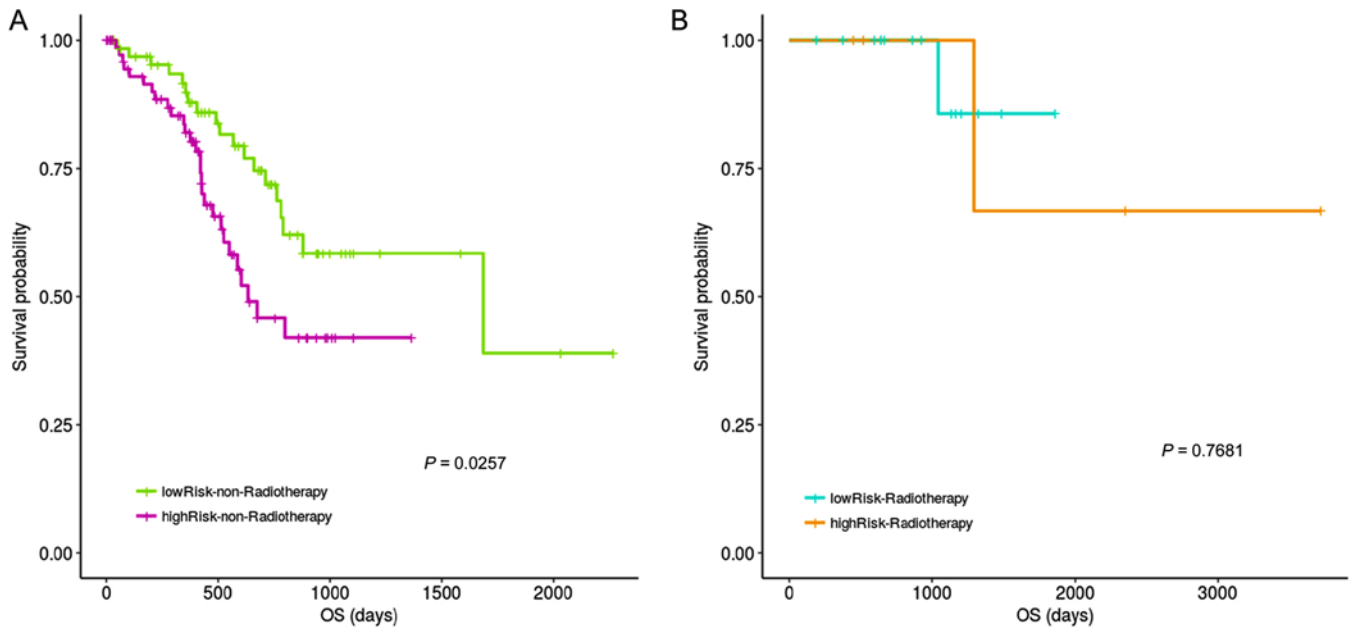 A
1.00
0.75
0.50
0.25
0.00
Survival probability
P = 0.0257
lowRisk-non-Radiotherapy
highRisk-non-Radiotherapy
0 500 1000 1500 2000
OS (days)
B
1.00
0.75
0.50
0.25
0.00
Survival probability
P = 0.7681
lowRisk-Radiotherapy
highRisk-Radiotherapy
0 1000 2000 3000
OS (days)